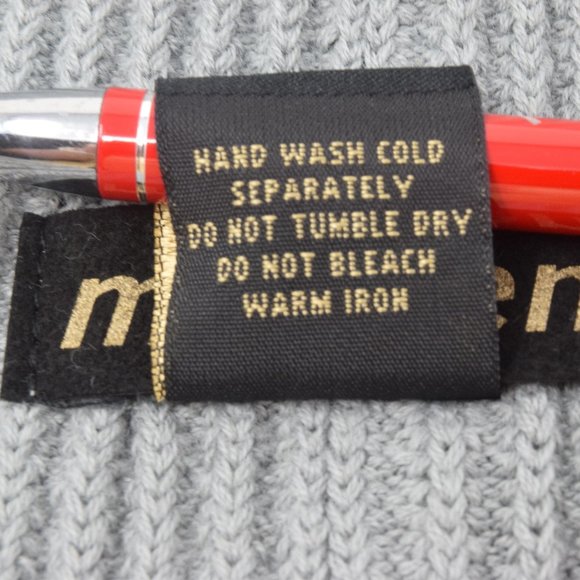 HAND WASH COLD
SEPARATELY
DO NOT TUMBLE DRY
DO NOT BLEACH
WARM IRON